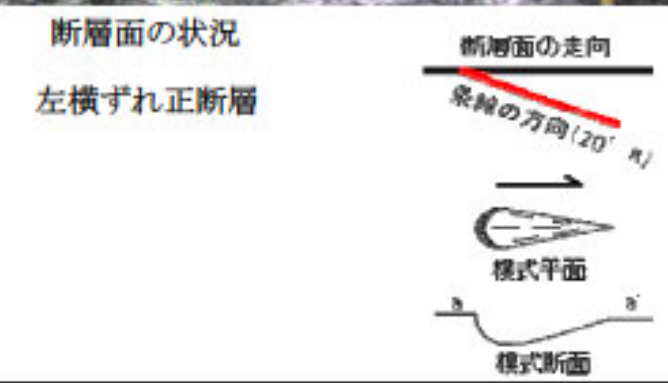 断層面の状況
左横ずれ正断層
断層面の走向
条線の方向(20°R)
模式平面
a a'
模式断面